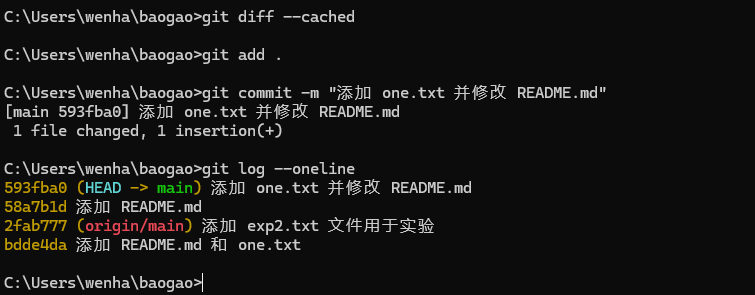 C:\Users\wenha\baogao>git diff --cached
C:\Users\wenha\baogao>git add .
C:\Users\wenha\baogao>git commit -m "添加 one.txt 并修改 README.md"
[main 593fba0] 添加 one.txt 并修改 README.md
 1 file changed, 1 insertion(+)
C:\Users\wenha\baogao>git log --oneline
593fba0 (HEAD -> main) 添加 one.txt 并修改 README.md
58a7b1d 添加 README.md
2fab777 (origin/main) 添加 exp2.txt 文件用于实验
bdde4da 添加 README.md 和 one.txt
C:\Users\wenha\baogao>